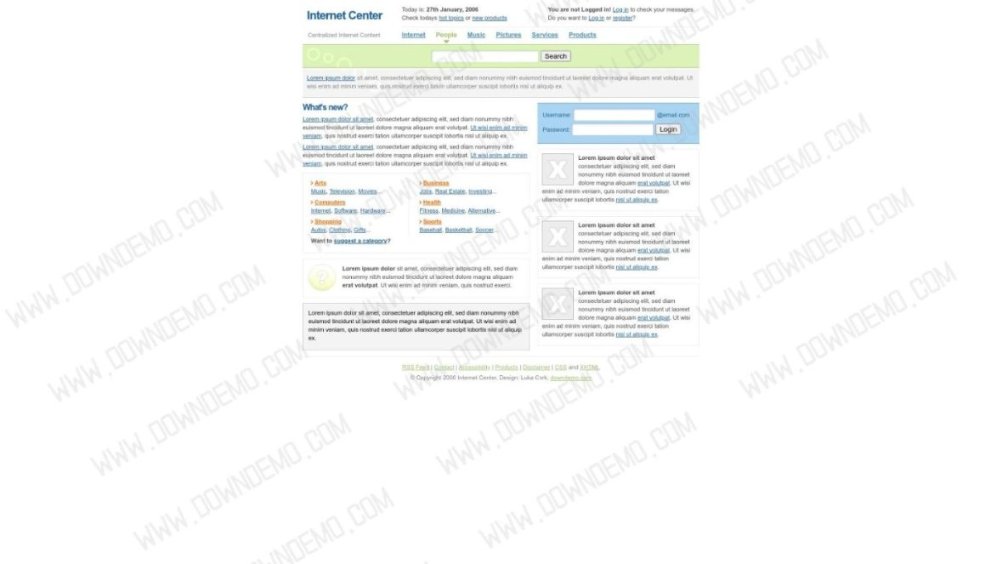 Internet Center
Today is: 27th January, 2006
Check todays hot topics or new products
You are not Logged in! Log in to check your messages.
Do you want to Log in or register?
Centralized Internet Content
Internet People Music Pictures Services Products
Search
Lorem ipsum dolor sit amet, consectetuer adipiscing elit, sed diam nonummy nibh euismod tincidunt ut laoreet dolore magna aliquam erat volutpat. Ut wisi
enim ad minim veniam, quis nostrud exerci tation ullamcorper suscipit lobortis nisl ut aliquip ex.
What's new?
Lorem ipsum dolor sit amet, consectetuer adipiscing elit, sed diam nonummy nibh
euismod tincidunt ut laoreet dolore magna aliquam erat volutpat. Ut wisi enim ad minim
veniam, quis nostrud exerci tation ullamcorper suscipit lobortis nisl ut aliquip ex.
Lorem ipsum dolor sit amet, consectetuer adipiscing elit, sed diam nonummy nibh
euismod tincidunt ut laoreet dolore magna aliquam erat volutpat. Ut wisi enim ad minim
veniam, quis nostrud exerci tation ullamcorper suscipit lobortis nisl ut aliquip ex.
Arts
Music, Television, Movies...
Business
Jobs, Real Estate, Investing...
Computers
Internet, Software, Hardware...
Health
Fitness, Medicine, Alternative...
Shopping
Autos, Clothing, Gifts...
Sports
Baseball, Basketball, Soccer...
Want to suggest a category?
Lorem ipsum dolor sit amet, consectetuer adipiscing elit, sed diam
nonummy nibh euismod tincidunt ut laoreet dolore magna aliquam
erat volutpat. Ut wisi enim ad minim veniam, quis nostrud exerci.
Lorem ipsum dolor sit amet, consectetuer adipiscing elit, sed diam nonummy nibh
euismod tincidunt ut laoreet dolore magna aliquam erat volutpat. Ut wisi enim ad
minim veniam, quis nostrud exerci tation ullamcorper suscipit lobortis nisl ut aliquip
ex.
Username: @email.com
Password: Login
Lorem ipsum dolor sit amet
consectetuer adipiscing elit, sed diam
nonummy nibh euismod tincidunt ut laoreet
dolore magna aliquam erat volutpat. Ut wisi
enim ad minim veniam, quis nostrud exerci tation
ullamcorper suscipit lobortis nisl ut aliquip ex.
Lorem ipsum dolor sit amet
consectetuer adipiscing elit, sed diam
nonummy nibh euismod tincidunt ut laoreet
dolore magna aliquam erat volutpat. Ut wisi
enim ad minim veniam, quis nostrud exerci tation
ullamcorper suscipit lobortis nisl ut aliquip ex.
Lorem ipsum dolor sit amet
consectetuer adipiscing elit, sed diam
nonummy nibh euismod tincidunt ut laoreet
dolore magna aliquam erat volutpat. Ut wisi
enim ad minim veniam, quis nostrud exerci tation
ullamcorper suscipit lobortis nisl ut aliquip ex.
RSS Feed | Contact | Accessibility | Products | Disclaimer | CSS and XHTML
© Copyright 2006 Internet Center, Design: Luka Cvrk, downdemo.com
WWW.DOWNDEMO.COM